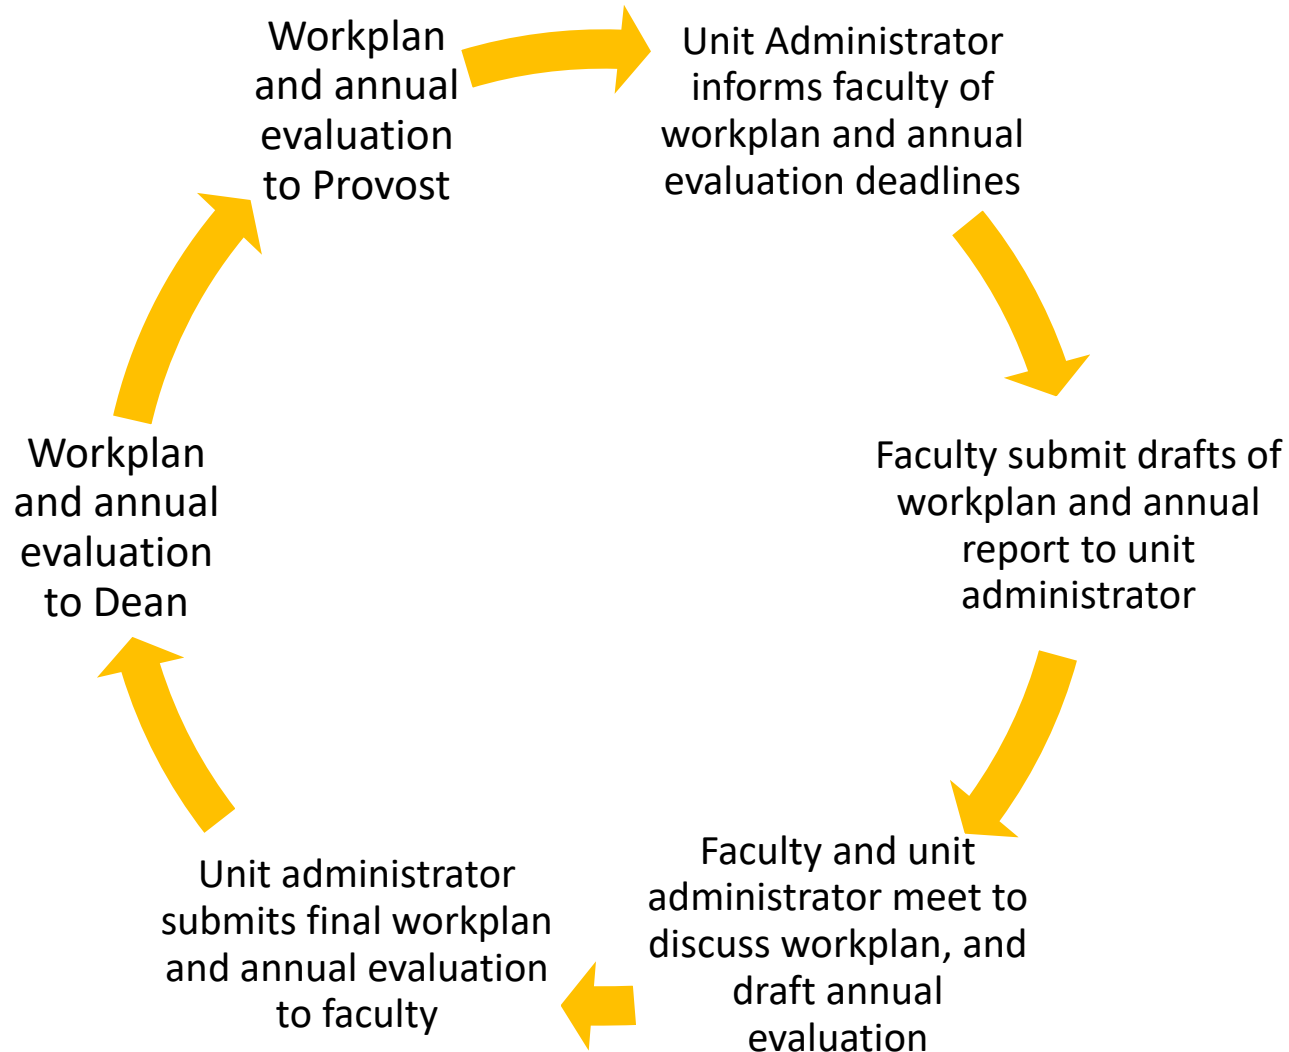 Workplan
and annual
evaluation
to Provost
Unit Administrator
informs faculty of
workplan and annual
evaluation deadlines
Faculty submit drafts of
workplan and annual
report to unit
administrator
Faculty and unit
administrator meet to
discuss workplan, and
draft annual
evaluation
Unit administrator
submits final workplan
and annual evaluation
to faculty
Workplan
and annual
evaluation
to Dean